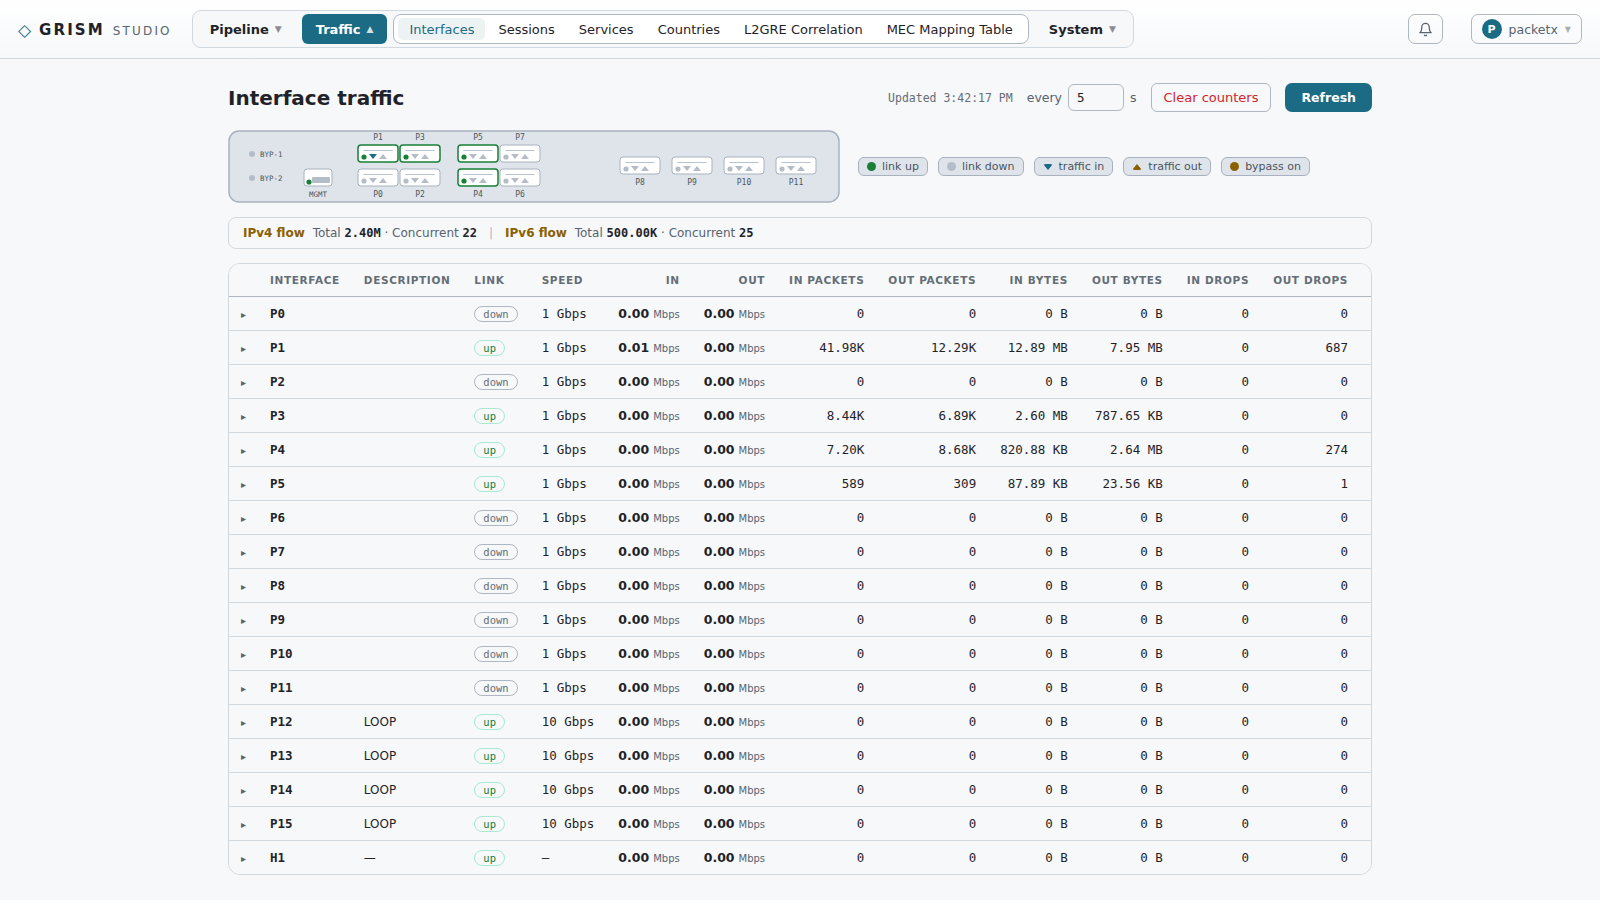 ◇ GRISM STUDIO Pipeline ▼ Traffic ▲ Interfaces Sessions Services Countries L2GRE Correlation MEC Mapping Table System ▼ P packetx ▼
Interface traffic Updated 3:42:17 PM every 5 s Clear counters Refresh
P1 P3 P5 P7
BYP-1
BYP-2
MGMT P0 P2 P4 P6 P8 P9 P10 P11
link up link down traffic in traffic out bypass on
IPv4 flow Total 2.40M · Concurrent 22 | IPv6 flow Total 500.00K · Concurrent 25
INTERFACE DESCRIPTION LINK SPEED IN OUT IN PACKETS OUT PACKETS IN BYTES OUT BYTES IN DROPS OUT DROPS
▸ P0 down 1 Gbps 0.00 Mbps 0.00 Mbps 0 0 0 B 0 B 0 0
▸ P1 up 1 Gbps 0.01 Mbps 0.00 Mbps 41.98K 12.29K 12.89 MB 7.95 MB 0 687
▸ P2 down 1 Gbps 0.00 Mbps 0.00 Mbps 0 0 0 B 0 B 0 0
▸ P3 up 1 Gbps 0.00 Mbps 0.00 Mbps 8.44K 6.89K 2.60 MB 787.65 KB 0 0
▸ P4 up 1 Gbps 0.00 Mbps 0.00 Mbps 7.20K 8.68K 820.88 KB 2.64 MB 0 274
▸ P5 up 1 Gbps 0.00 Mbps 0.00 Mbps 589 309 87.89 KB 23.56 KB 0 1
▸ P6 down 1 Gbps 0.00 Mbps 0.00 Mbps 0 0 0 B 0 B 0 0
▸ P7 down 1 Gbps 0.00 Mbps 0.00 Mbps 0 0 0 B 0 B 0 0
▸ P8 down 1 Gbps 0.00 Mbps 0.00 Mbps 0 0 0 B 0 B 0 0
▸ P9 down 1 Gbps 0.00 Mbps 0.00 Mbps 0 0 0 B 0 B 0 0
▸ P10 down 1 Gbps 0.00 Mbps 0.00 Mbps 0 0 0 B 0 B 0 0
▸ P11 down 1 Gbps 0.00 Mbps 0.00 Mbps 0 0 0 B 0 B 0 0
▸ P12 LOOP up 10 Gbps 0.00 Mbps 0.00 Mbps 0 0 0 B 0 B 0 0
▸ P13 LOOP up 10 Gbps 0.00 Mbps 0.00 Mbps 0 0 0 B 0 B 0 0
▸ P14 LOOP up 10 Gbps 0.00 Mbps 0.00 Mbps 0 0 0 B 0 B 0 0
▸ P15 LOOP up 10 Gbps 0.00 Mbps 0.00 Mbps 0 0 0 B 0 B 0 0
▸ H1 — up — 0.00 Mbps 0.00 Mbps 0 0 0 B 0 B 0 0